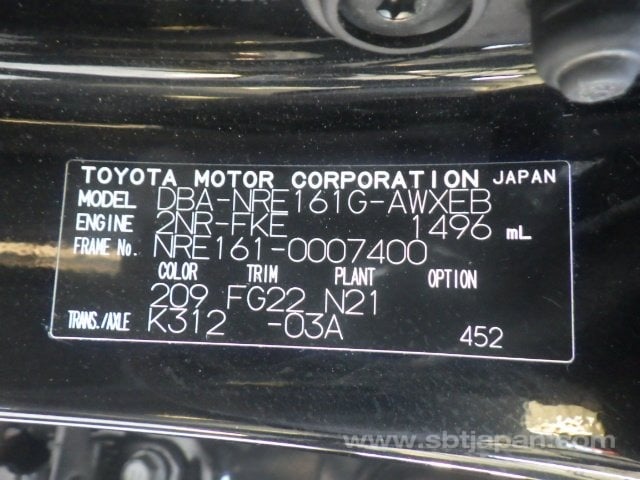 TOYOTA MOTOR CORPORATION JAPAN
MODEL DBA-NRE161G-AWXEB
ENGINE 2NR-FKE 1496 mL
FRAME No. NRE161-0007400
COLOR TRIM PLANT OPTION
209 FG22 N21
TRANS./AXLE K312 -03A 452
www.sbtjapan.com